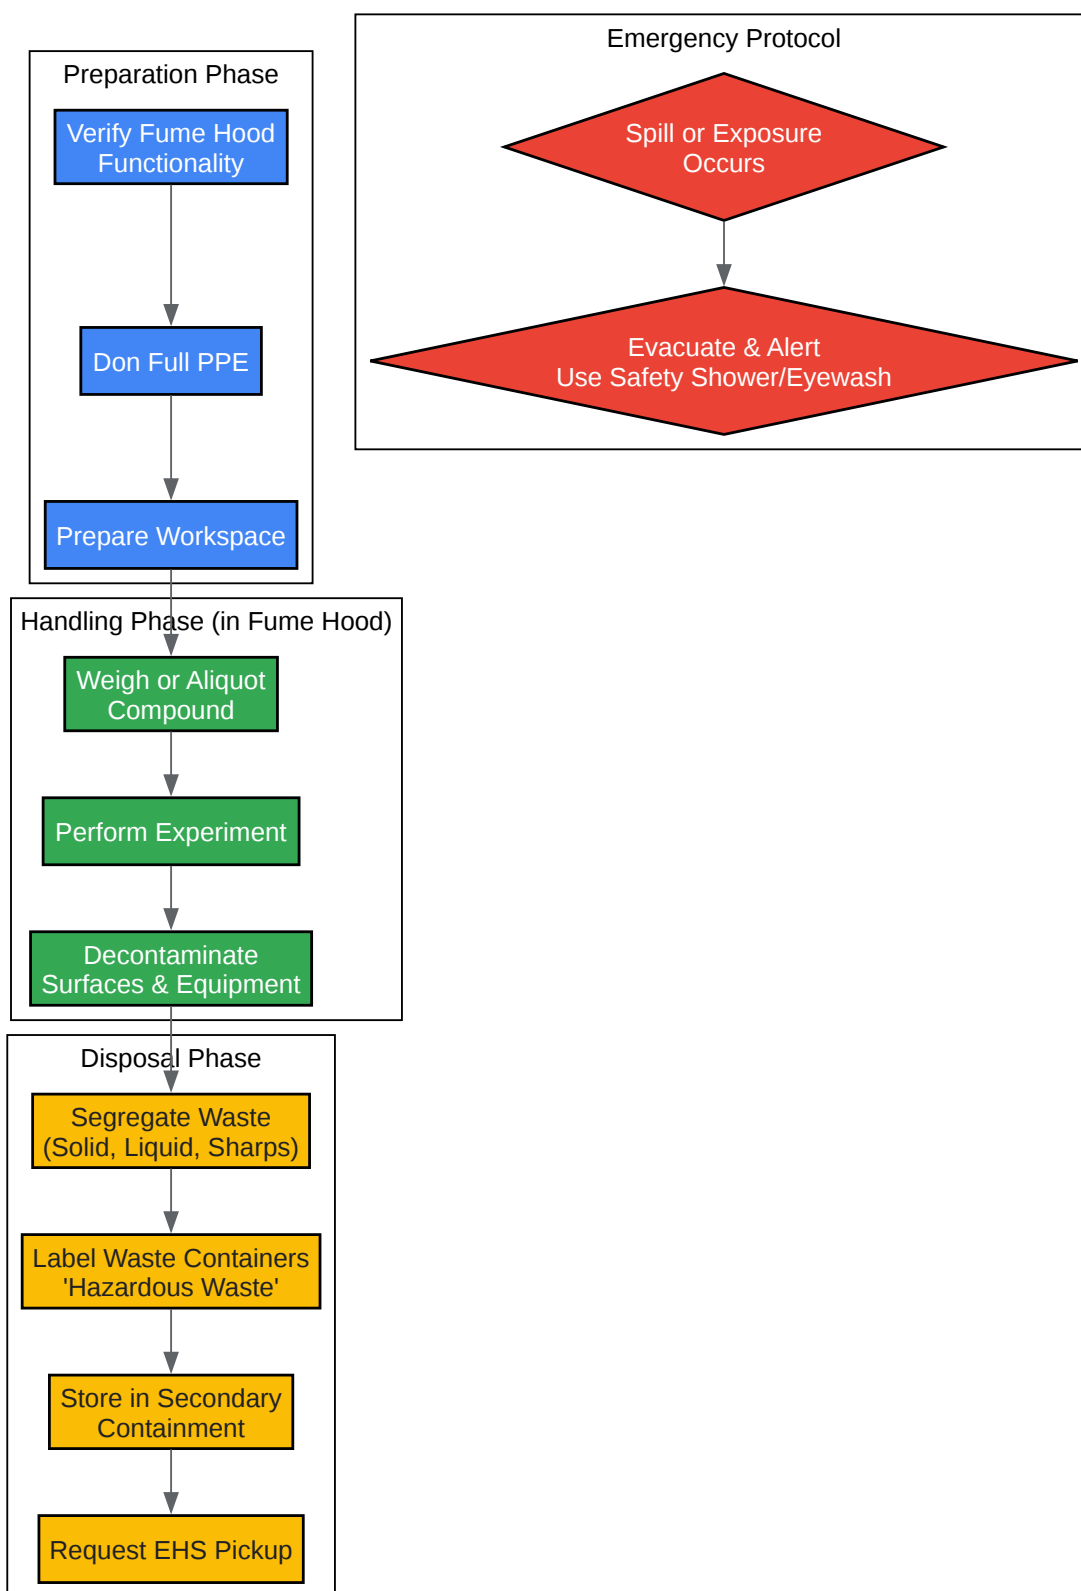 Preparation Phase
Verify Fume Hood
Functionality
Don Full PPE
Prepare Workspace
Handling Phase (in Fume Hood)
Weigh or Aliquot
Compound
Perform Experiment
Decontaminate
Surfaces & Equipment
Disposal Phase
Segregate Waste
(Solid, Liquid, Sharps)
Label Waste Containers
'Hazardous Waste'
Store in Secondary
Containment
Request EHS Pickup
Emergency Protocol
Spill or Exposure
Occurs
Evacuate & Alert
Use Safety Shower/Eyewash